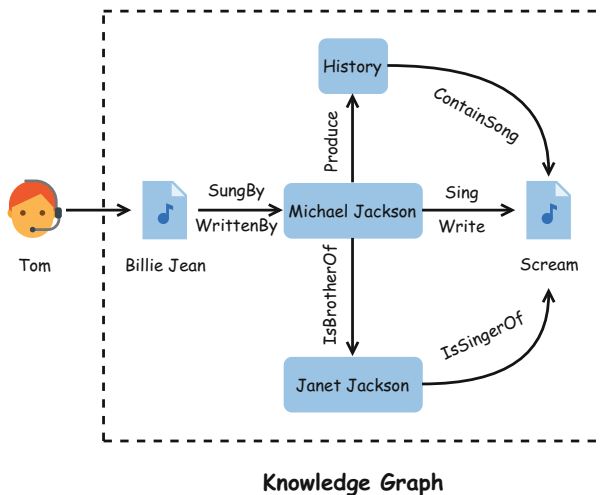 History
ContainSong
Produce
SungBy
WrittenBy
Michael Jackson
Sing
Write
Tom
Billie Jean
Scream
IsBrotherOf
IsSingerOf
Janet Jackson
Knowledge Graph